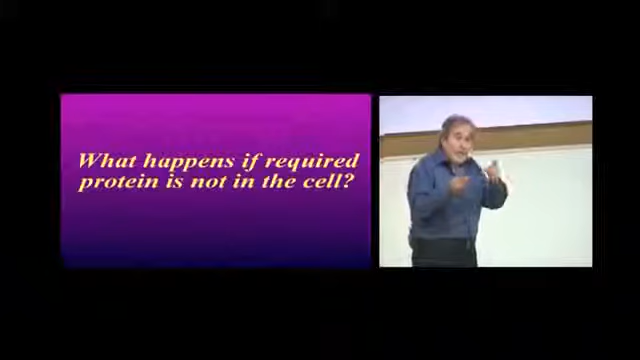 What happens if required
protein is not in the cell?